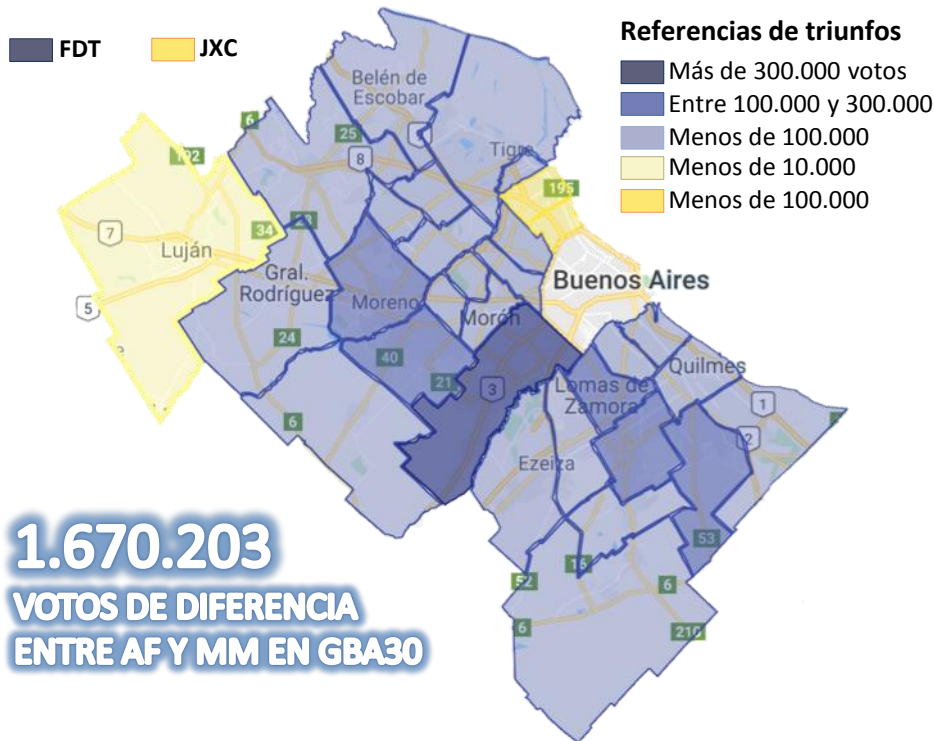 FDT
JXC
Referencias de triunfos
Más de 300.000 votos
Entre 100.000 y 300.000
Menos de 100.000
Menos de 10.000
Menos de 100.000
Belén de
Escobar
6
25
8
Tigre
192
195
7
34
Luján
Gral.
Rodríguez
Moreno
Buenos Aires
5
Morón
24
40
21
3
Lomas de
Zamora
Quilmes
1
2
6
Ezeiza
53
16
52
6
6
210
1.670.203
VOTOS DE DIFERENCIA
ENTRE AF Y MM EN GBA30